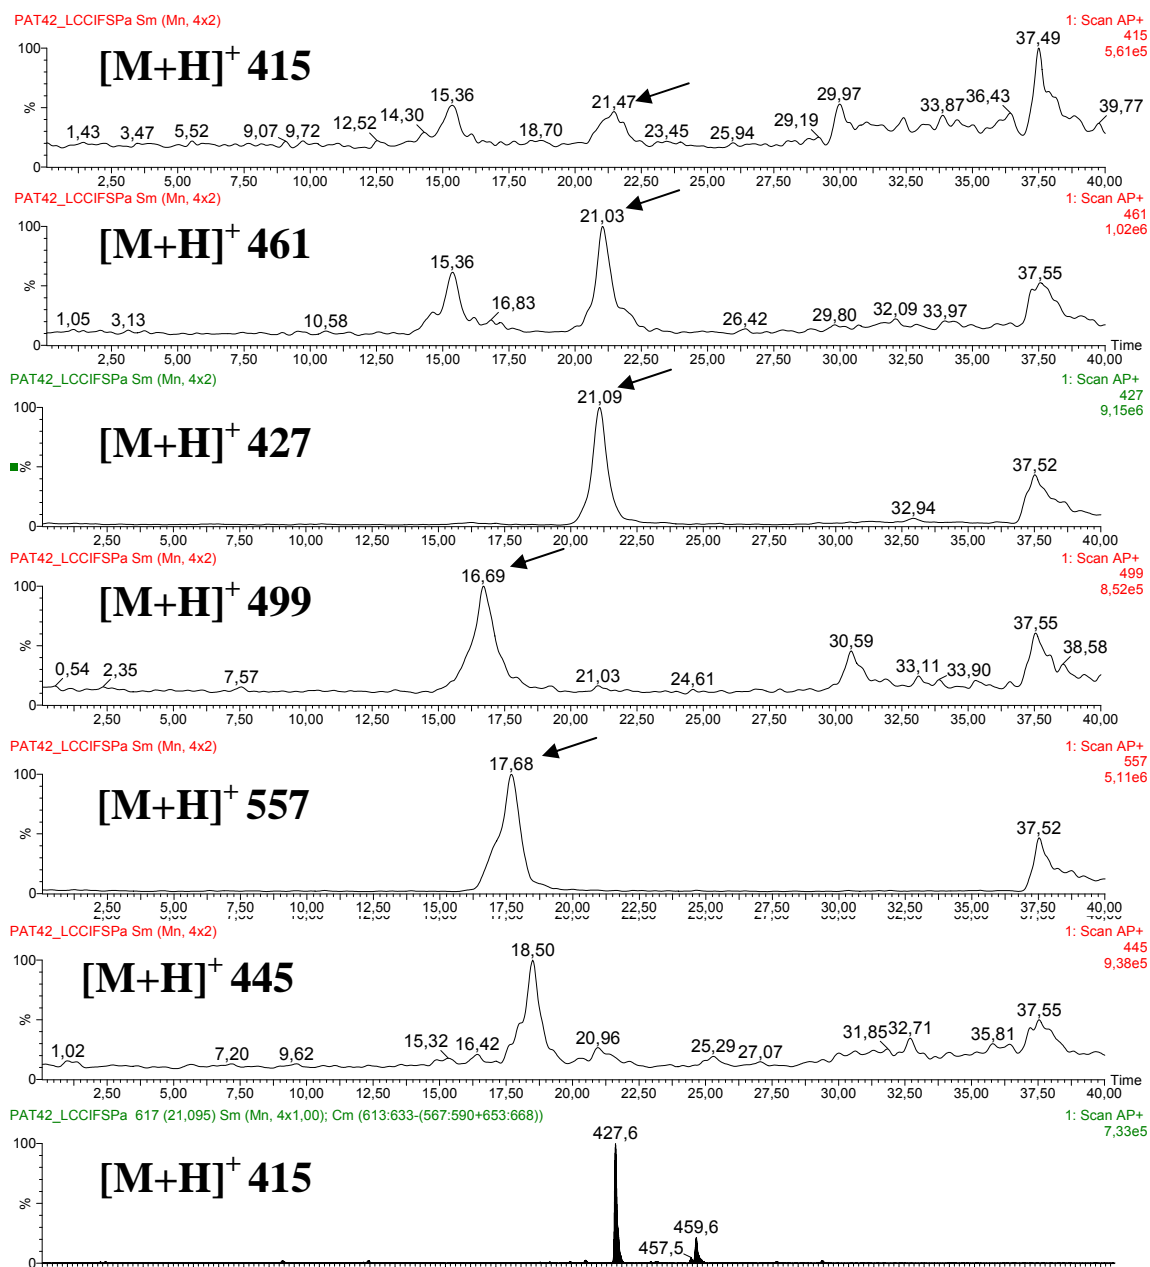 PAT42_LCCIFSPa Sm (Mn, 4x2) 1: Scan AP+
415
5,61e5
[M+H]+ 415
100
%
0
1,43 3,47 5,52 9,07 9,72 12,52 14,30 15,36 18,70 21,47 23,45 25,94 29,19 29,97 33,87 36,43 37,49 39,77
2,50 5,00 7,50 10,00 12,50 15,00 17,50 20,00 22,50 25,00 27,50 30,00 32,50 35,00 37,50 40,00
PAT42_LCCIFSPa Sm (Mn, 4x2) 1: Scan AP+
461
1,02e6
[M+H]+ 461
100
%
0
1,05 3,13 10,58 15,36 16,83 21,03 26,42 29,80 32,09 33,97 37,55
Time
2,50 5,00 7,50 10,00 12,50 15,00 17,50 20,00 22,50 25,00 27,50 30,00 32,50 35,00 37,50 40,00
PAT42_LCCIFSPa Sm (Mn, 4x2) 1: Scan AP+
427
9,15e6
[M+H]+ 427
100
%
0
21,09 32,94 37,52
2,50 5,00 7,50 10,00 12,50 15,00 17,50 20,00 22,50 25,00 27,50 30,00 32,50 35,00 37,50 40,00
PAT42_LCCIFSPa Sm (Mn, 4x2) 1: Scan AP+
499
8,52e5
[M+H]+ 499
100
%
0
0,54 2,35 7,57 16,69 21,03 24,61 30,59 33,11 33,90 37,55 38,58
2,50 5,00 7,50 10,00 12,50 15,00 17,50 20,00 22,50 25,00 27,50 30,00 32,50 35,00 37,50 40,00
PAT42_LCCIFSPa Sm (Mn, 4x2) 1: Scan AP+
557
5,11e6
[M+H]+ 557
100
%
0
17,68 37,52
2,50 5,00 7,50 10,00 12,50 15,00 17,50 20,00 22,50 25,00 27,50 30,00 32,50 35,00 37,50 40,00
PAT42_LCCIFSPa Sm (Mn, 4x2) 1: Scan AP+
445
9,38e5
[M+H]+ 445
100
%
0
1,02 7,20 9,62 15,32 16,42 18,50 20,96 25,29 27,07 31,85 32,71 35,81 37,55
Time
2,50 5,00 7,50 10,00 12,50 15,00 17,50 20,00 22,50 25,00 27,50 30,00 32,50 35,00 37,50 40,00
PAT42_LCCIFSPa 617 (21,095) Sm (Mn, 4x1,00); Cm (613:633-(567:590+653:668)) 1: Scan AP+
7,33e5
[M+H]+ 415
100
%
0
427,6 457,5 459,6